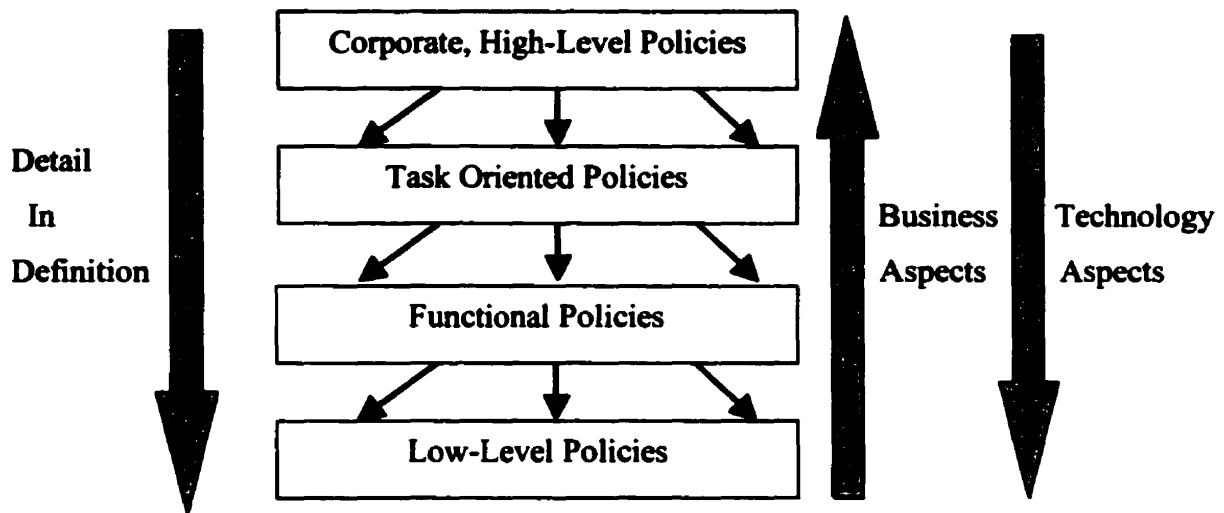 Corporate, High-Level Policies
Detail
In
Definition
Task Oriented Policies
Functional Policies
Low-Level Policies
Business
Aspects
Technology
Aspects